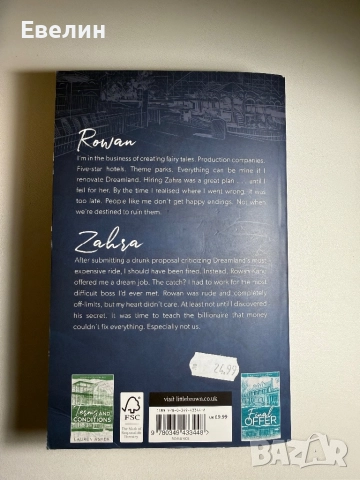 Евелин
Rowan
I'm in the business of creating fairy tales. Production companies.
Five-star hotels. Theme parks. Everything can be mine if I
renovate Dreamland. Hiring Zahra was a great plan . . . until I
fell for her. By the time I realised where I went wrong, it was
too late. People like me don't get happy endings. Not when
we're destined to ruin them.
Zahra
After submitting a drunk proposal criticizing Dreamland's most
expensive ride, I should have been fired. Instead, Rowan Kane
offered me a dream job. The catch? I had to work for the most
difficult boss I'd ever met. Rowan was rude and completely
off-limits, but my heart didn't care. At least not until I discovered
his secret. It was time to teach the billionaire that money
couldn't fix everything. Especially not us.
24,99
visit littlebrown.co.uk
Terms
AND
CONDITIONS
LAUREN ASHER
FSC
Final
OFFER
UK £9.99
9 780349 433448
Bazar